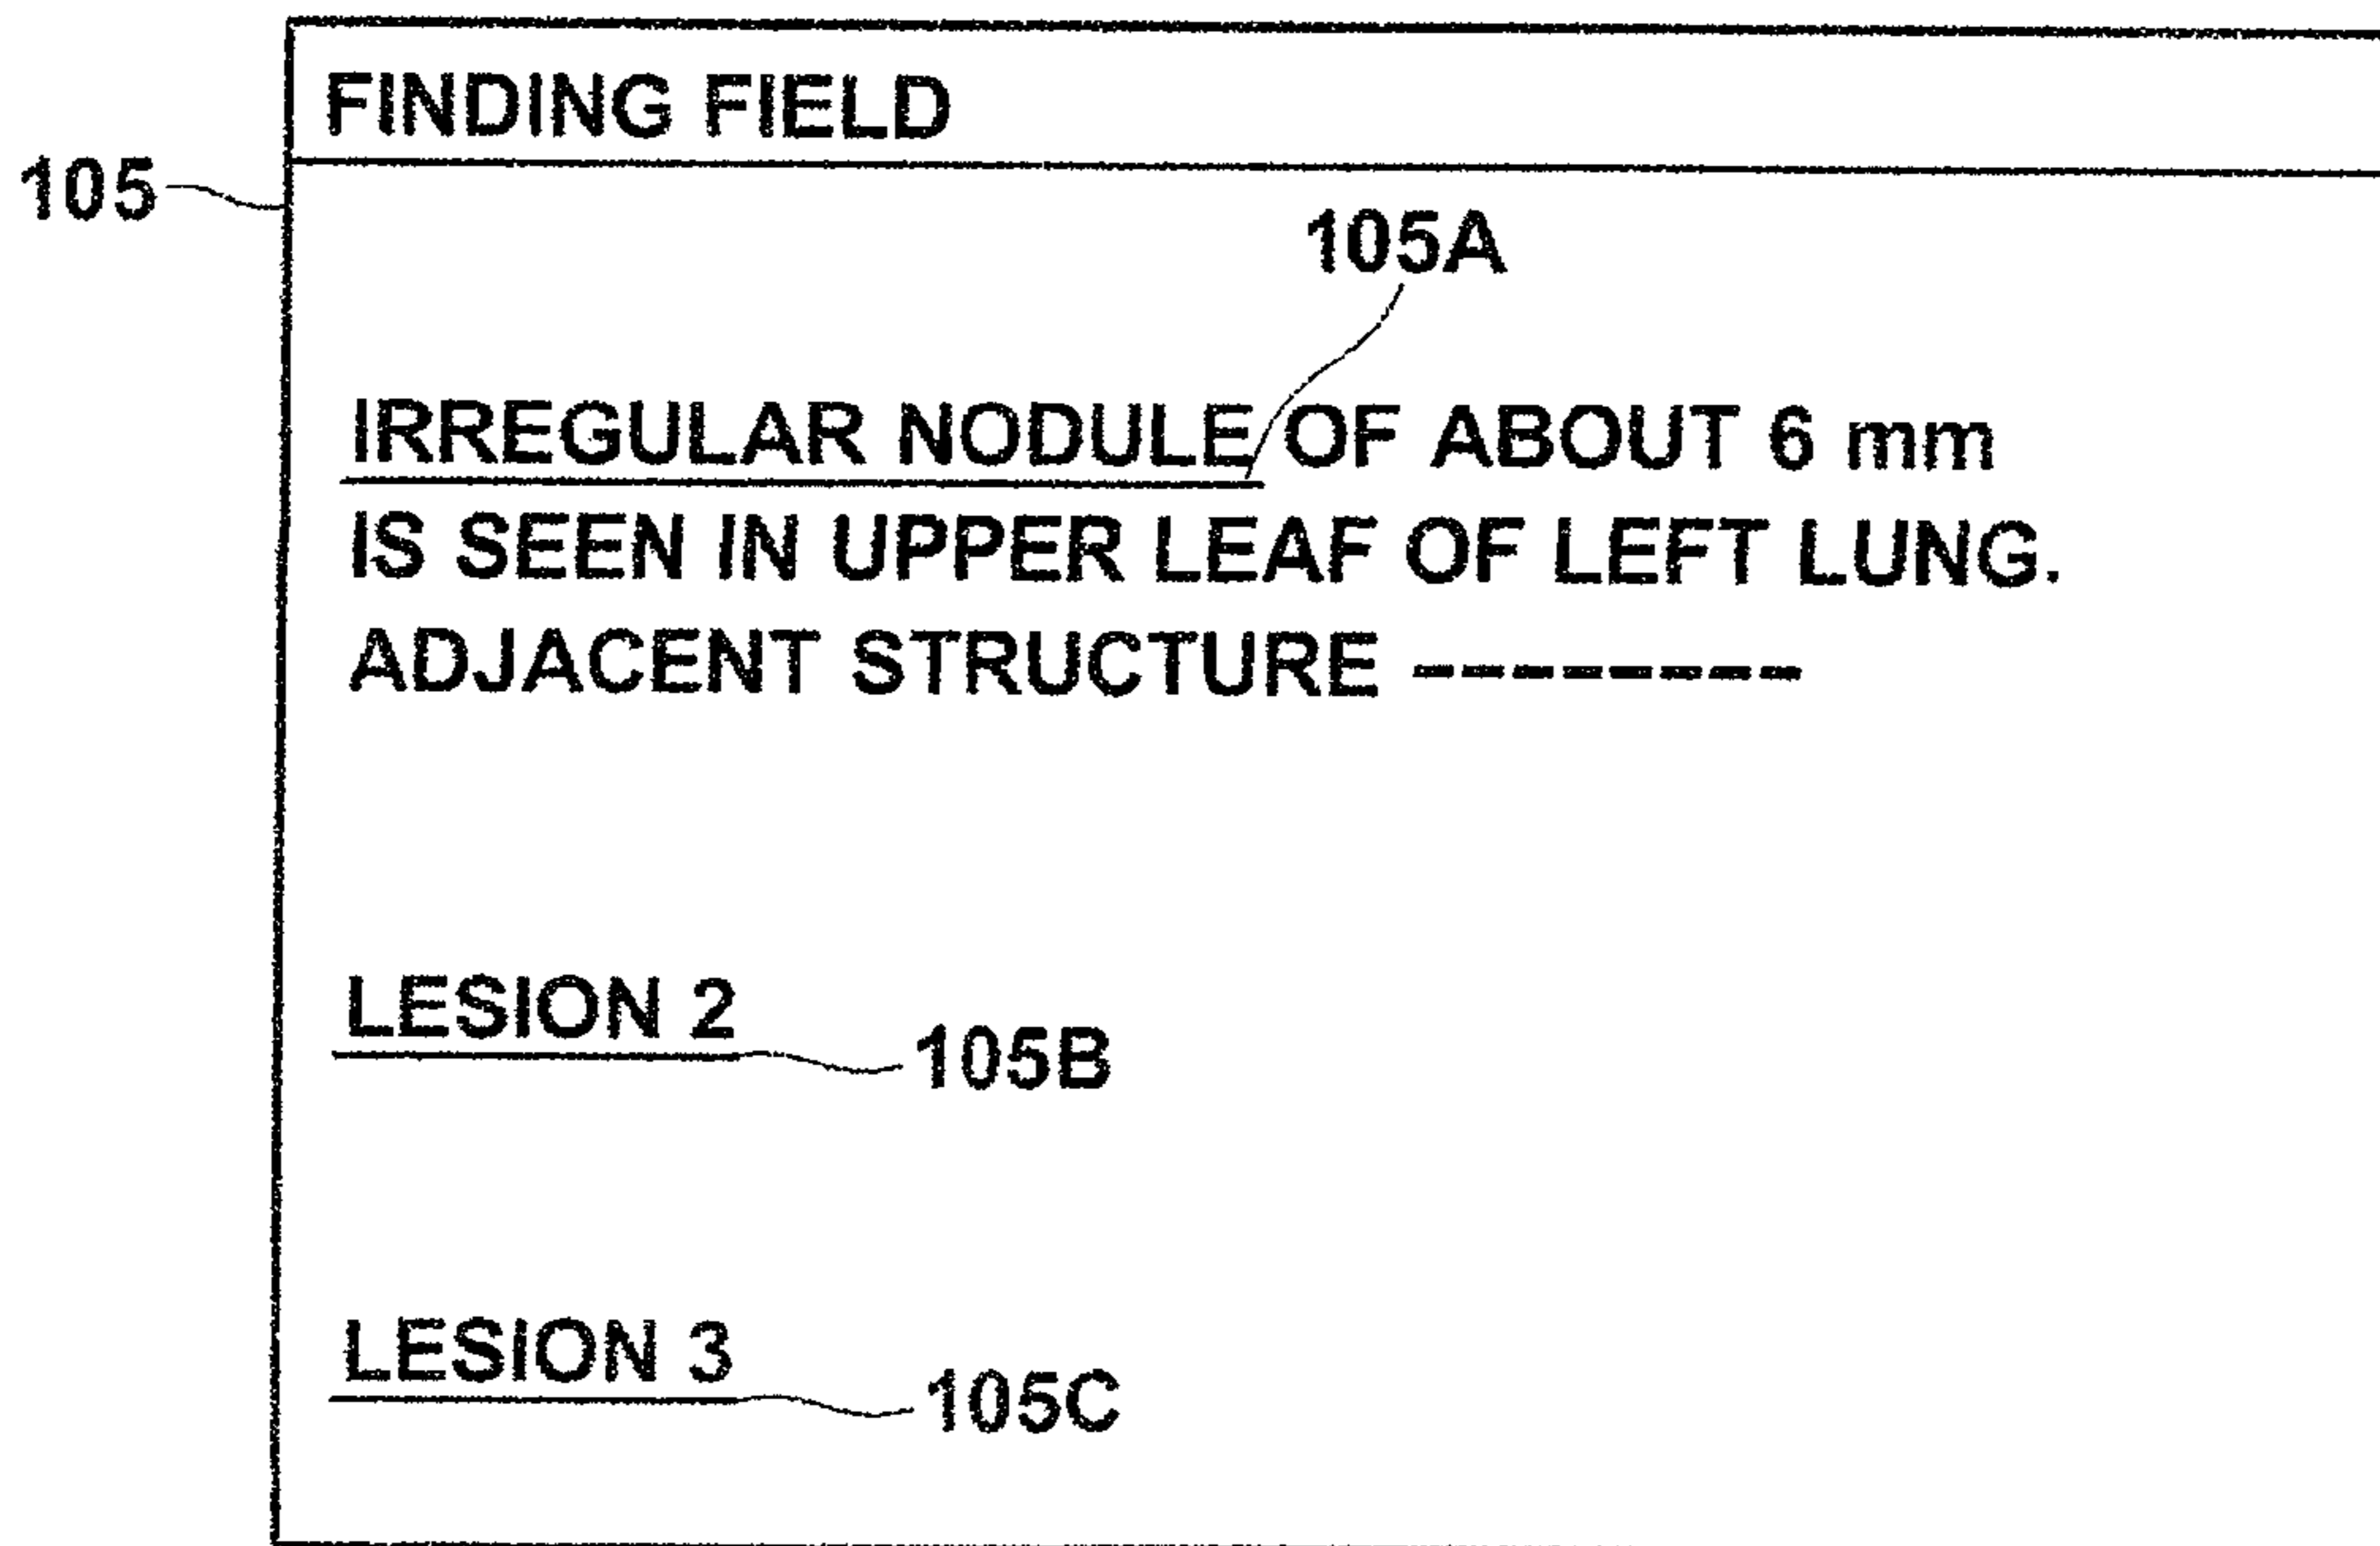 FINDING FIELD
105
105A
IRREGULAR NODULE OF ABOUT 6 mm
IS SEEN IN UPPER LEAF OF LEFT LUNG.
ADJACENT STRUCTURE --------
LESION 2
105B
LESION 3
105C